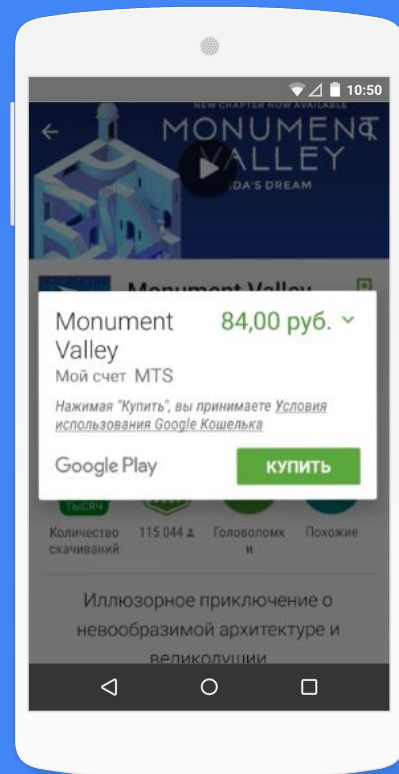 10:50
NEW CHAPTER NOW AVAILABLE
MONUMENT
VALLEY
IDA'S DREAM
Monument Valley
Monument 84,00 руб.
Valley
Мой счет MTS
Нажимая "Купить", вы принимаете Условия
использования Google Кошелька
Google Play КУПИТЬ
ТЫСЯЧ
Количество 115 044 Головоломк Похожие
скачиваний и
Иллюзорное приключение о
невообразимой архитектуре и
великодушии